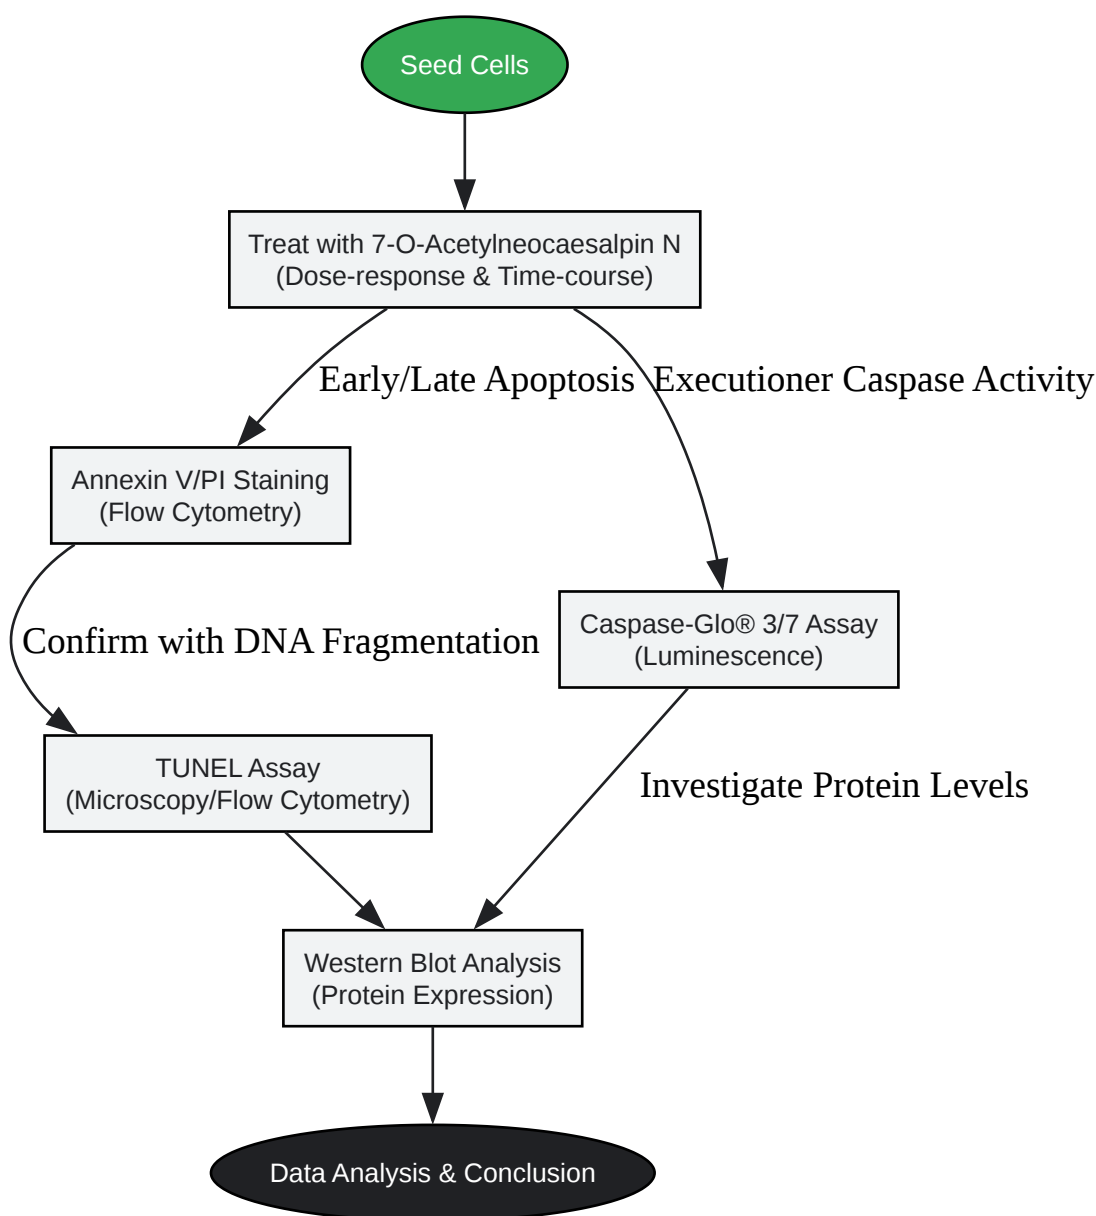 Seed Cells
Treat with 7-O-Acetylneocaesalpin N
(Dose-response & Time-course)
Early/Late Apoptosis
Executioner Caspase Activity
Annexin V/PI Staining
(Flow Cytometry)
Confirm with DNA Fragmentation
Caspase-Glo® 3/7 Assay
(Luminescence)
TUNEL Assay
(Microscopy/Flow Cytometry)
Investigate Protein Levels
Western Blot Analysis
(Protein Expression)
Data Analysis & Conclusion